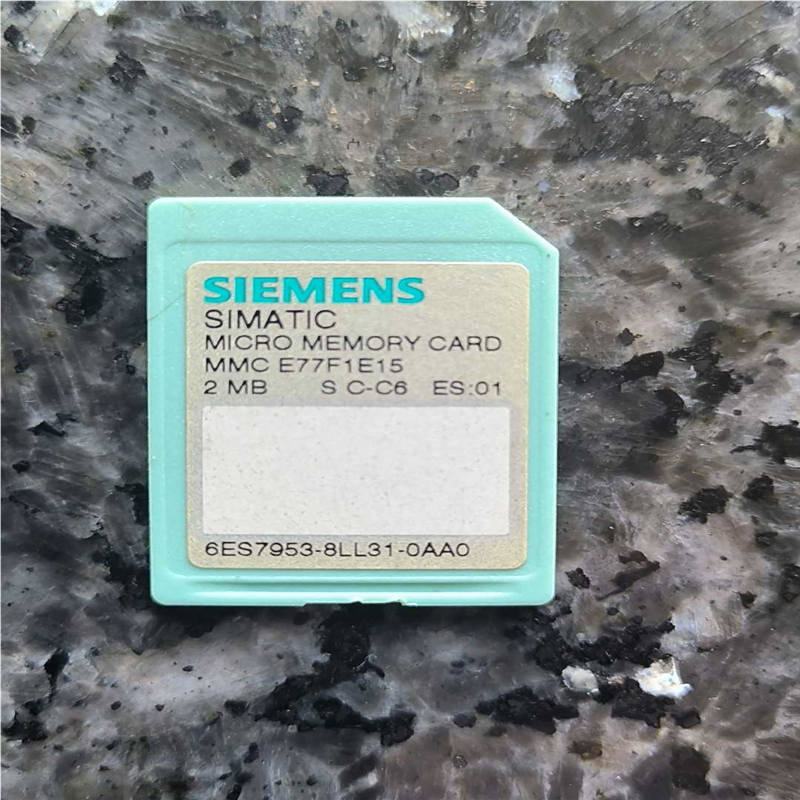 SIEMENS
SIMATIC
MICRO MEMORY CARD
MMC E77F1E15
2 MB S C-C6 ES:01
6ES7953-8LL31-0AA0